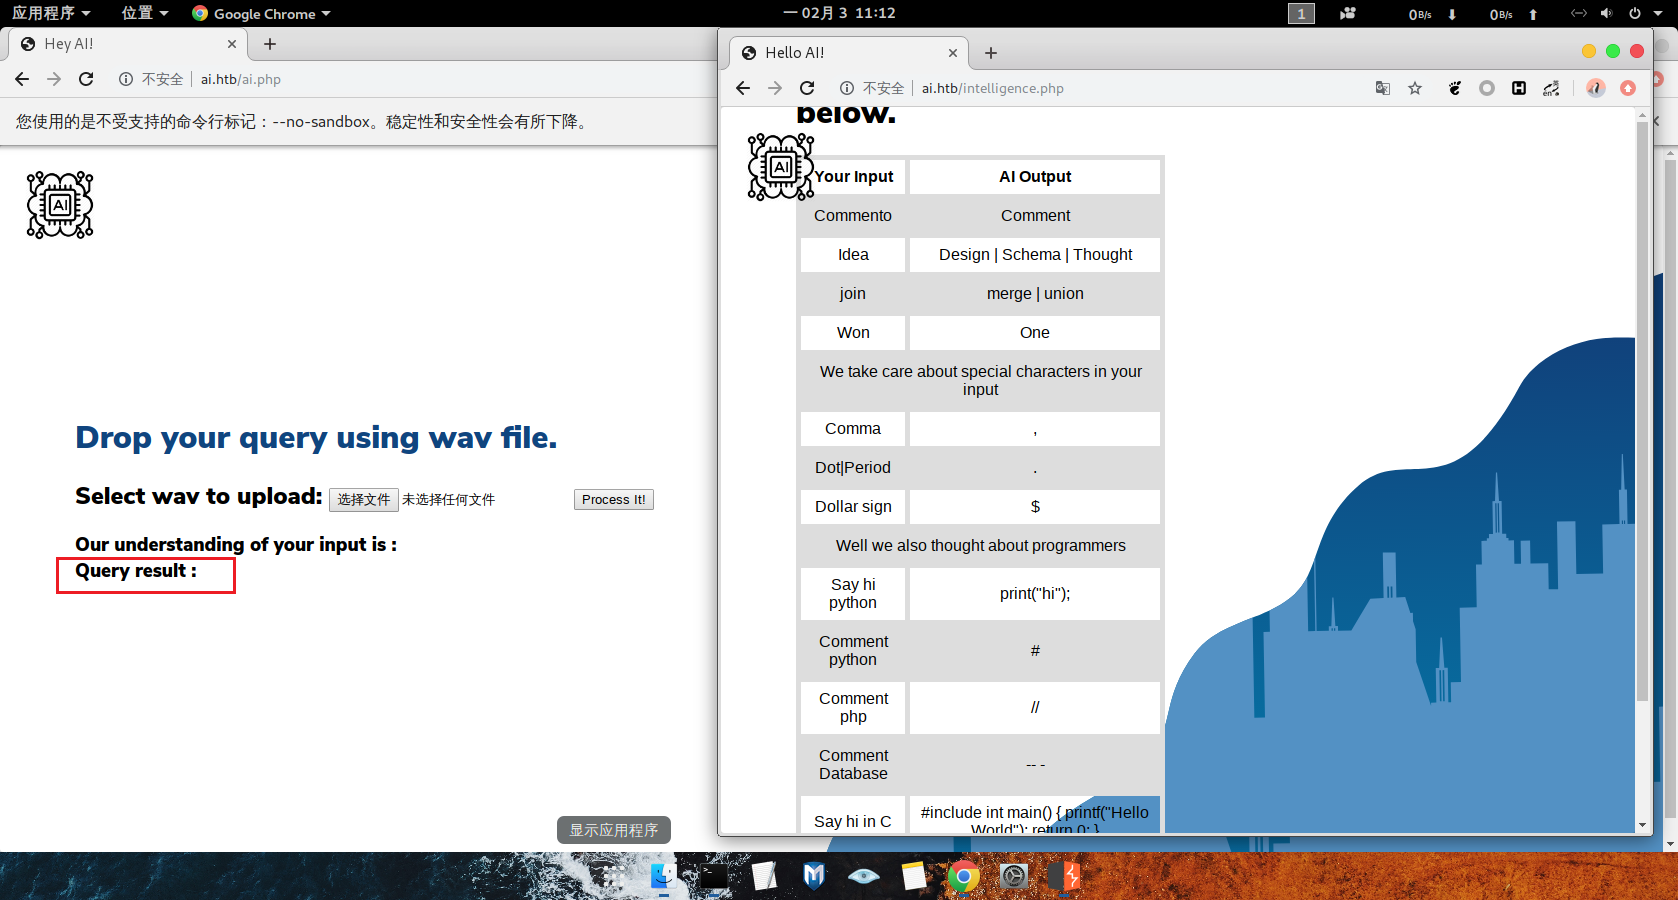 应用程序 位置 Google Chrome 一 02月 3 11:12 1 0B/s 0B/s
Hey AI!
不安全 ai.htb/ai.php
您使用的是不受支持的命令行标记：--no-sandbox。稳定性和安全性会有所下降。
AI
Drop your query using wav file.
Select wav to upload: 选择文件 未选择任何文件 Process It!
Our understanding of your input is :
Query result :
显示应用程序
Hello AI!
不安全 ai.htb/intelligence.php
below.
AI
Your Input AI Output
Commento Comment
Idea Design | Schema | Thought
join merge | union
Won One
We take care about special characters in your
input
Comma ,
Dot|Period .
Dollar sign $
Well we also thought about programmers
Say hi
python print("hi");
Comment
python #
Comment
php //
Comment
Database -- -
Say hi in C #include int main() { printf("Hello
World"); return 0; }